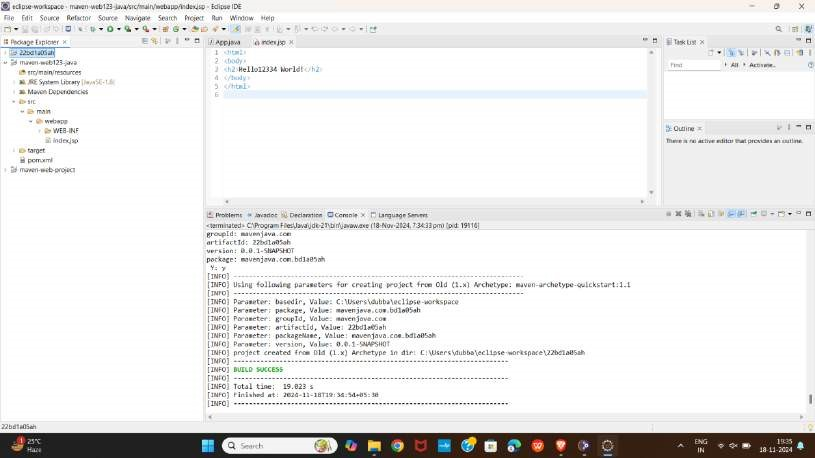 eclipse-workspace - maven-web123-java/src/main/webapp/index.jsp - Eclipse IDE
File Edit Source Refactor Source Navigate Search Project Run Window Help
Package Explorer
22bd1a05ah
maven-web123-java
src/main/resources
JRE System Library [JavaSE-1.8]
Maven Dependencies
src
main
webapp
WEB-INF
index.jsp
target
pom.xml
maven-web-project
App.java index.jsp
1 <html>
2 <body>
3 <h2>Hello12334 World!</h2>
4 </body>
5 </html>
6
Task List
Find All Activate...
Outline
There is no active editor that provides an outline.
Problems Javadoc Declaration Console Language Servers
<terminated> C:\Program Files\Java\jdk-21\bin\javaw.exe (18-Nov-2024, 7:34:33 pm) [pid: 19116]
groupId: mavenjava.com
artifactId: 22bd1a05ah
version: 0.0.1-SNAPSHOT
package: mavenjava.com.bd1a05ah
Y: y
[INFO] ----------------------------------------------------------------------------
[INFO] Using following parameters for creating project from Old (1.x) Archetype: maven-archetype-quickstart:1.1
[INFO] ----------------------------------------------------------------------------
[INFO] Parameter: basedir, Value: C:\Users\dubba\eclipse-workspace
[INFO] Parameter: package, Value: mavenjava.com.bd1a05ah
[INFO] Parameter: groupId, Value: mavenjava.com
[INFO] Parameter: artifactId, Value: 22bd1a05ah
[INFO] Parameter: packageName, Value: mavenjava.com.bd1a05ah
[INFO] Parameter: version, Value: 0.0.1-SNAPSHOT
[INFO] project created from Old (1.x) Archetype in dir: C:\Users\dubba\eclipse-workspace\22bd1a05ah
[INFO] ------------------------------------------------------------------------
[INFO] BUILD SUCCESS
[INFO] ------------------------------------------------------------------------
[INFO] Total time: 19.023 s
[INFO] Finished at: 2024-11-18T19:34:54+05:30
[INFO] ------------------------------------------------------------------------
22bd1a05ah
25°C
Haze
Search
ENG
IN
19:35
18-11-2024